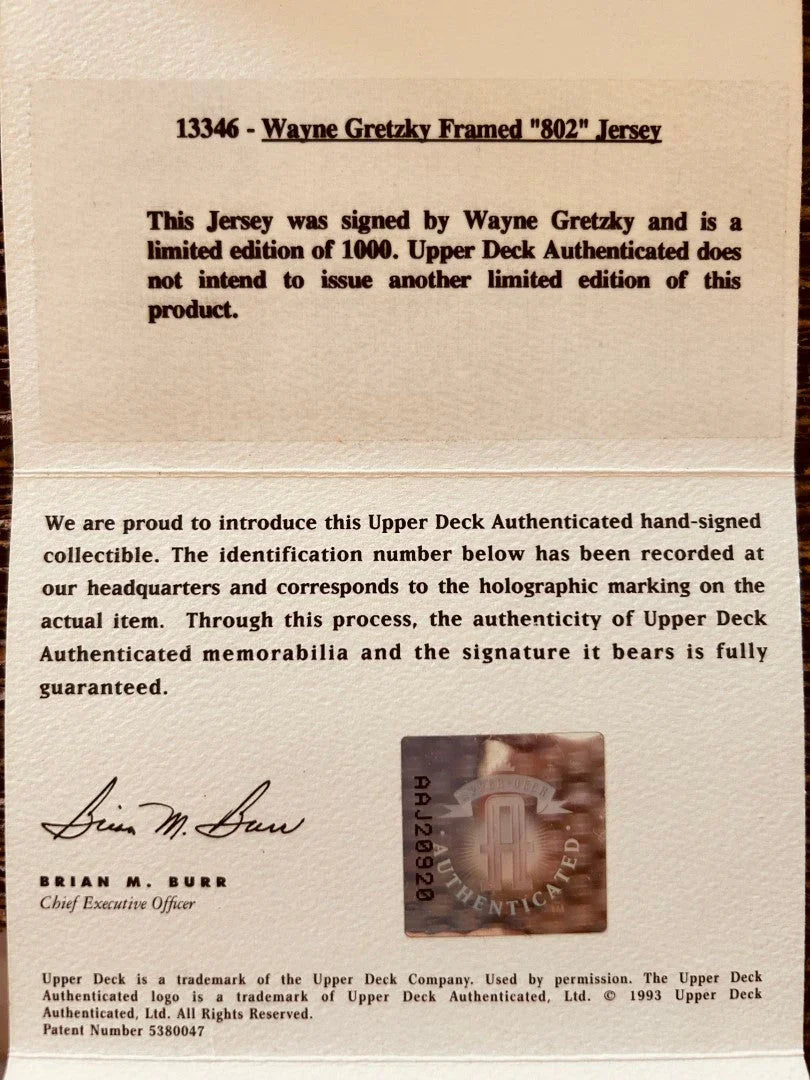 13346 - Wayne Gretzky Framed "802" Jersey
This Jersey was signed by Wayne Gretzky and is a
limited edition of 1000. Upper Deck Authenticated does
not intend to issue another limited edition of this
product.
We are proud to introduce this Upper Deck Authenticated hand-signed
collectible. The identification number below has been recorded at
our headquarters and corresponds to the holographic marking on the
actual item. Through this process, the authenticity of Upper Deck
Authenticated memorabilia and the signature it bears is fully
guaranteed.
Brian M. Burr
BRIAN M. BURR
Chief Executive Officer
AAJ20920
UPPER DECK
AUTHENTICATED
Upper Deck is a trademark of the Upper Deck Company. Used by permission. The Upper Deck
Authenticated logo is a trademark of Upper Deck Authenticated, Ltd. © 1993 Upper Deck
Authenticated, Ltd. All Rights Reserved.
Patent Number 5380047